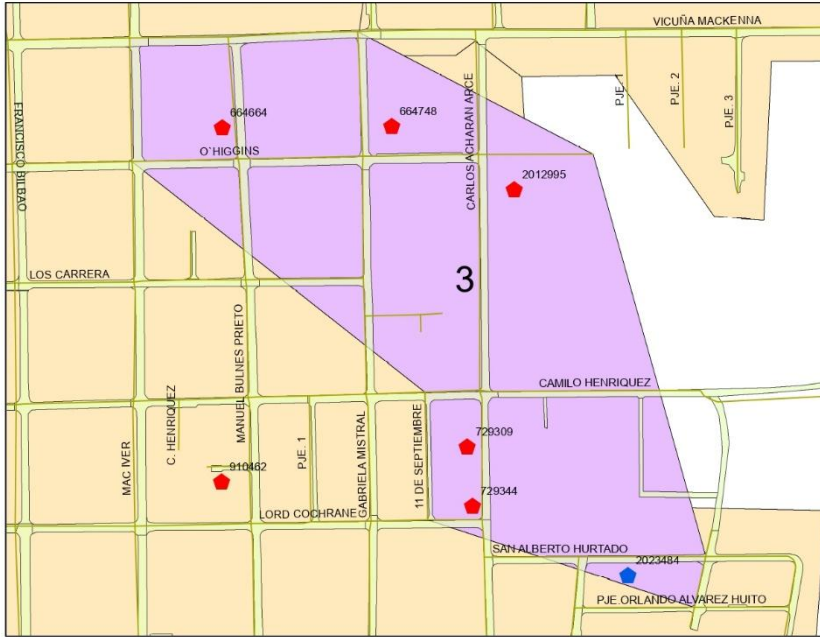 VICUÑA MACKENNA
PJE. 1
PJE. 2
PJE. 3
FRANCISCO BILBAO
664664
664748
CARLOS ACHARAN ARCE
O`HIGGINS
2012995
LOS CARRERA
3
MANUEL BULNES PRIETO
CAMILO HENRIQUEZ
MAC IVER
C. HENRIQUEZ
PJE. 1
GABRIELA MISTRAL
11 DE SEPTIEMBRE
729309
910462
729344
LORD COCHRANE
SAN ALBERTO HURTADO
2023484
PJE.ORLANDO ALVAREZ HUITO